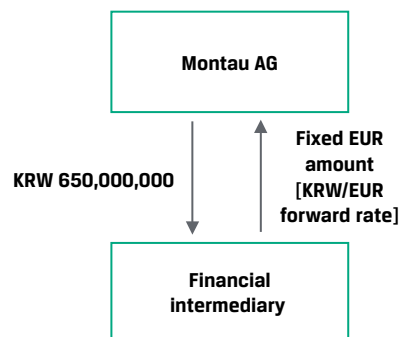 Montau AG
KRW 650,000,000
Fixed EUR
amount
[KRW/EUR
forward rate]
Financial
intermediary